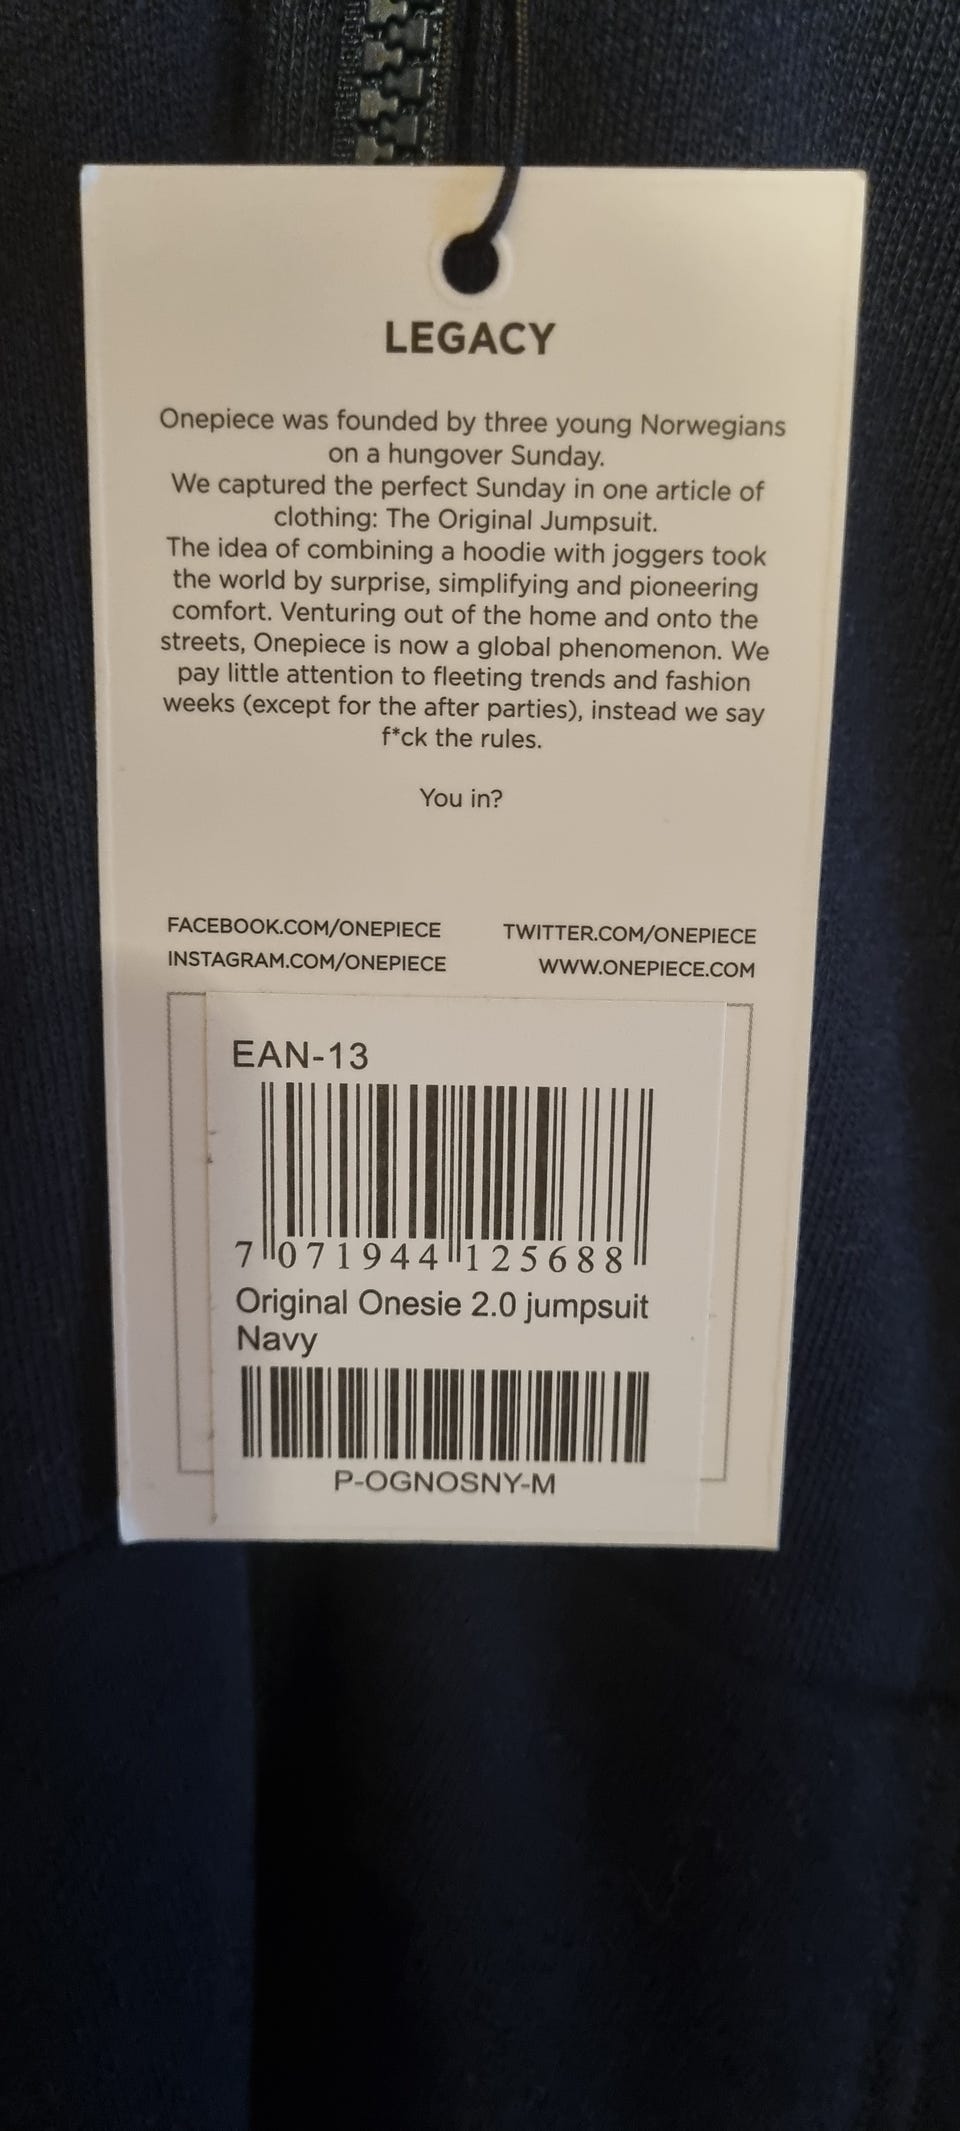 LEGACY
Onepiece was founded by three young Norwegians
on a hungover Sunday.
We captured the perfect Sunday in one article of
clothing: The Original Jumpsuit.
The idea of combining a hoodie with joggers took
the world by surprise, simplifying and pioneering
comfort. Venturing out of the home and onto the
streets, Onepiece is now a global phenomenon. We
pay little attention to fleeting trends and fashion
weeks (except for the after parties), instead we say
f*ck the rules.
You in?
FACEBOOK.COM/ONEPIECE TWITTER.COM/ONEPIECE
INSTAGRAM.COM/ONEPIECE WWW.ONEPIECE.COM
EAN-13
7 071944 125688
Original Onesie 2.0 jumpsuit
Navy
P-OGNOSNY-M